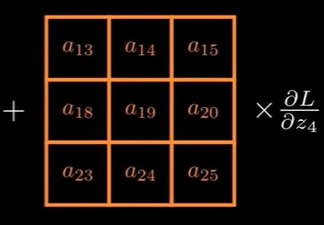 a₁₃ a₁₄ a₁₅
+ a₁₈ a₁₉ a₂₀ × ∂L/∂z₄
a₂₃ a₂₄ a₂₅